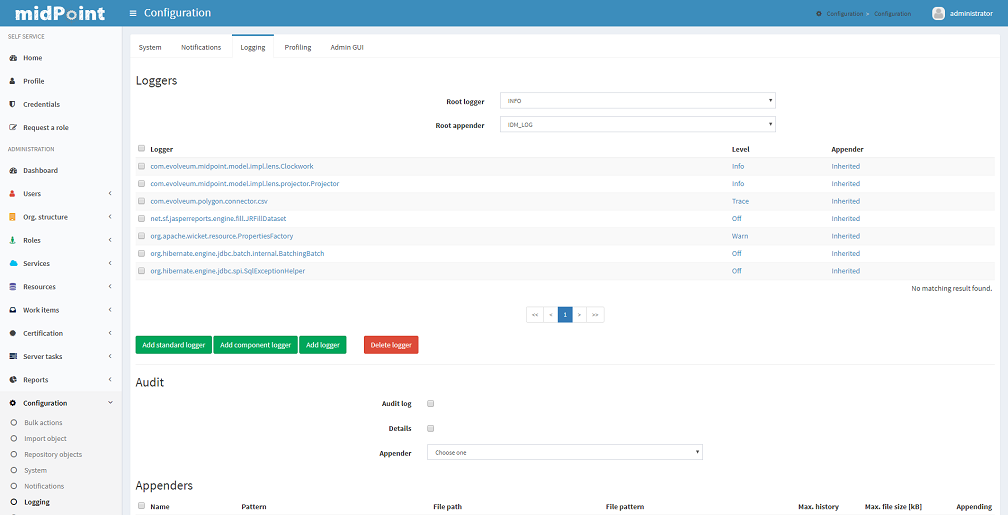 midPoint
Configuration
Configuration > Configuration
administrator
SELF SERVICE
Home
Profile
Credentials
Request a role
ADMINISTRATION
Dashboard
Users
Org. structure
Roles
Services
Resources
Work items
Certification
Server tasks
Reports
Configuration
Bulk actions
Import object
Repository objects
System
Notifications
Logging
System Notifications Logging Profiling Admin GUI
Loggers
Root logger INFO
Root appender IDM_LOG
Logger Level Appender
com.evolveum.midpoint.model.impl.lens.Clockwork Info Inherited
com.evolveum.midpoint.model.impl.lens.projector.Projector Info Inherited
com.evolveum.polygon.connector.csv Trace Inherited
net.sf.jasperreports.engine.fill.JRFillDataset Off Inherited
org.apache.wicket.resource.PropertiesFactory Warn Inherited
org.hibernate.engine.jdbc.batch.internal.BatchingBatch Off Inherited
org.hibernate.engine.jdbc.spi.SqlExceptionHelper Off Inherited
No matching result found.
<< < 1 > >>
Add standard logger Add component logger Add logger Delete logger
Audit
Audit log
Details
Appender Choose one
Appenders
Name Pattern File path File pattern Max. history Max. file size [kB] Appending